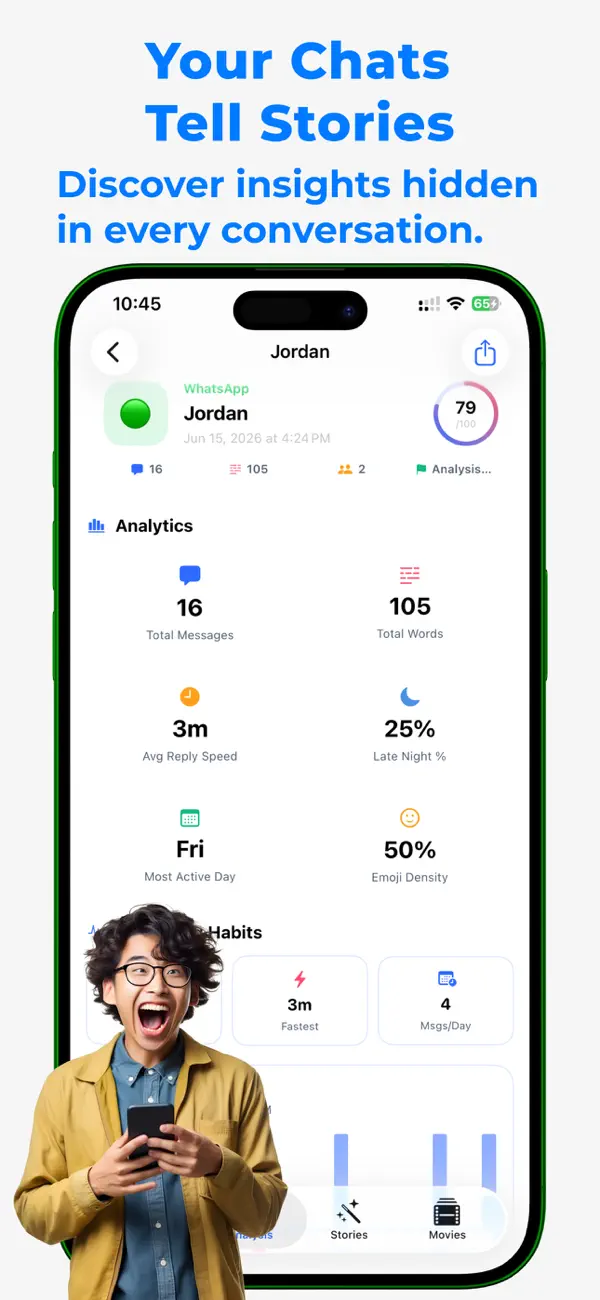 Your Chats
Tell Stories
Discover insights hidden
in every conversation.
10:45
65
Jordan
WhatsApp
Jordan
Jun 15, 2026 at 4:24 PM
79
/100
16
105
2
Analysis...
Analytics
16
Total Messages
105
Total Words
3m
Avg Reply Speed
25%
Late Night %
Fri
Most Active Day
50%
Emoji Density
Habits
3m
Fastest
4
Msgs/Day
Stories
Movies